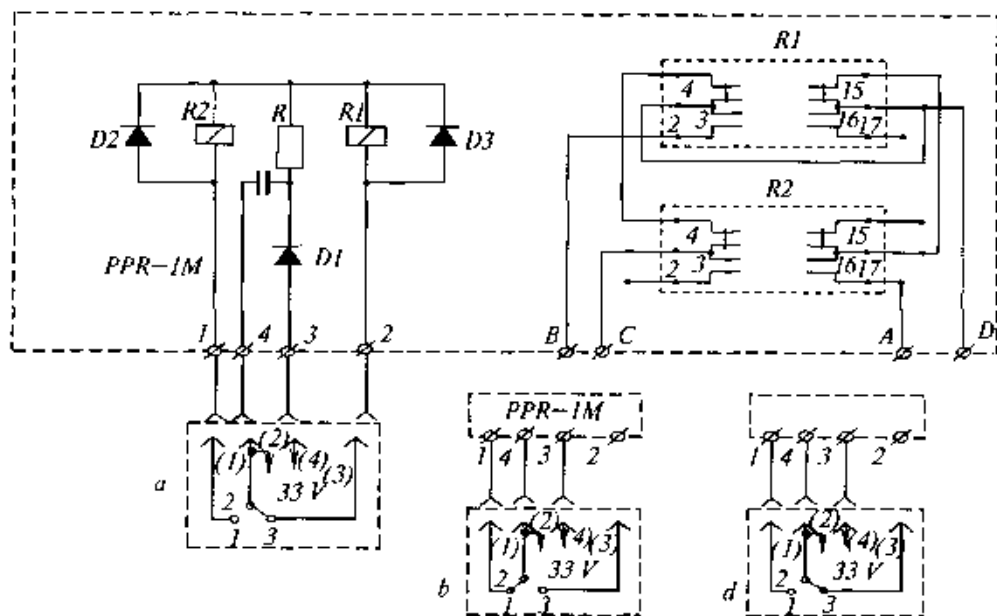 R1
R2 R R1
4 15
3 16 17
D2 D3
2
R2
4 15
PPR-1M D1
3 16 17
2
1 4 3 2 B C A D
PPR-1M
1 4 3 2
1 4 3 2
(2)
(1) (4) (3)
a 2 33 V
1 3
(2)
(1) (4) (3)
b 2 33 V
1 3
(2)
(1) (4) (3)
d 2 33 V
1 3